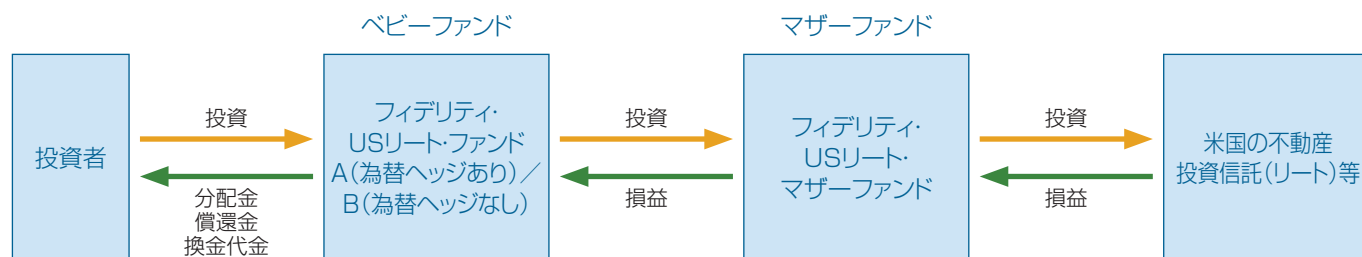 ベビーファンド
マザーファンド
投資者
投資
分配金
償還金
換金代金
フィデリティ・
USリート・ファンド
A(為替ヘッジあり)／
B(為替ヘッジなし)
投資
損益
フィデリティ・
USリート・
マザーファンド
投資
損益
米国の不動産
投資信託(リート)等